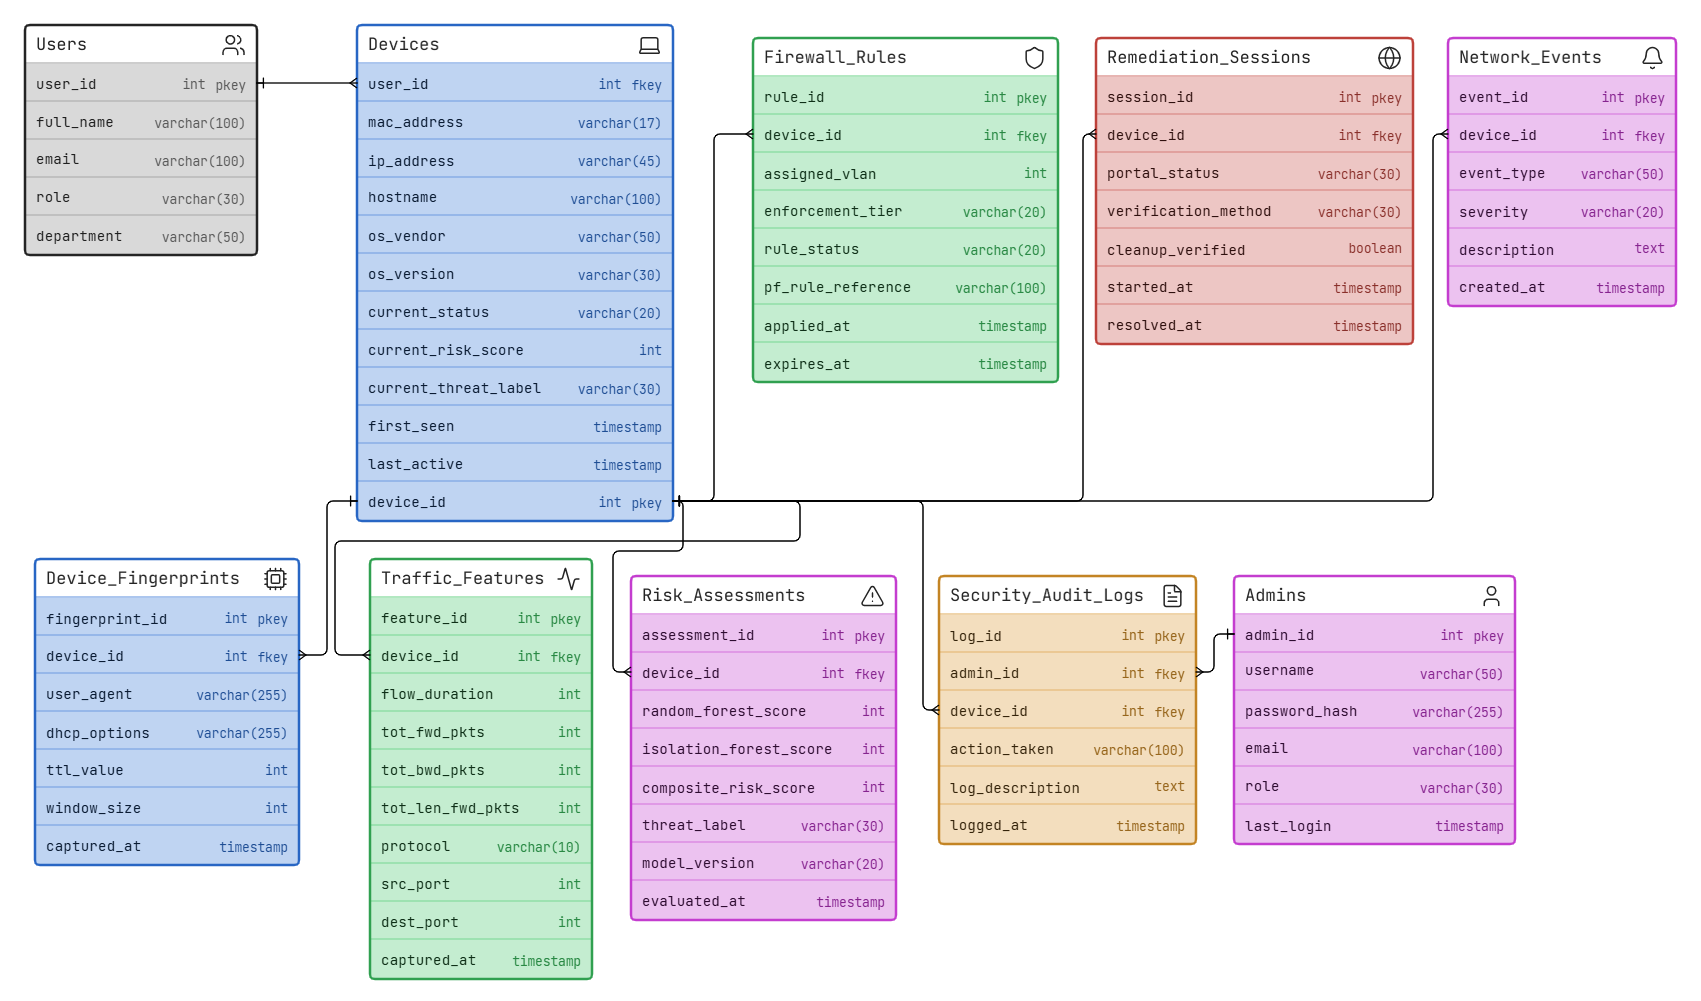 Users
user_id int pkey
full_name varchar(100)
email varchar(100)
role varchar(30)
department varchar(50)
Devices
user_id int fkey
mac_address varchar(17)
ip_address varchar(45)
hostname varchar(100)
os_vendor varchar(50)
os_version varchar(30)
current_status varchar(20)
current_risk_score int
current_threat_label varchar(30)
first_seen timestamp
last_active timestamp
device_id int pkey
Firewall_Rules
rule_id int pkey
device_id int fkey
assigned_vlan int
enforcement_tier varchar(20)
rule_status varchar(20)
pf_rule_reference varchar(100)
applied_at timestamp
expires_at timestamp
Remediation_Sessions
session_id int pkey
device_id int fkey
portal_status varchar(30)
verification_method varchar(30)
cleanup_verified boolean
started_at timestamp
resolved_at timestamp
Network_Events
event_id int pkey
device_id int fkey
event_type varchar(50)
severity varchar(20)
description text
created_at timestamp
Device_Fingerprints
fingerprint_id int pkey
device_id int fkey
user_agent varchar(255)
dhcp_options varchar(255)
ttl_value int
window_size int
captured_at timestamp
Traffic_Features
feature_id int pkey
device_id int fkey
flow_duration int
tot_fwd_pkts int
tot_bwd_pkts int
tot_len_fwd_pkts int
protocol varchar(10)
src_port int
dest_port int
captured_at timestamp
Risk_Assessments
assessment_id int pkey
device_id int fkey
random_forest_score int
isolation_forest_score int
composite_risk_score int
threat_label varchar(30)
model_version varchar(20)
evaluated_at timestamp
Security_Audit_Logs
log_id int pkey
admin_id int fkey
device_id int fkey
action_taken varchar(100)
log_description text
logged_at timestamp
Admins
admin_id int pkey
username varchar(50)
password_hash varchar(255)
email varchar(100)
role varchar(30)
last_login timestamp